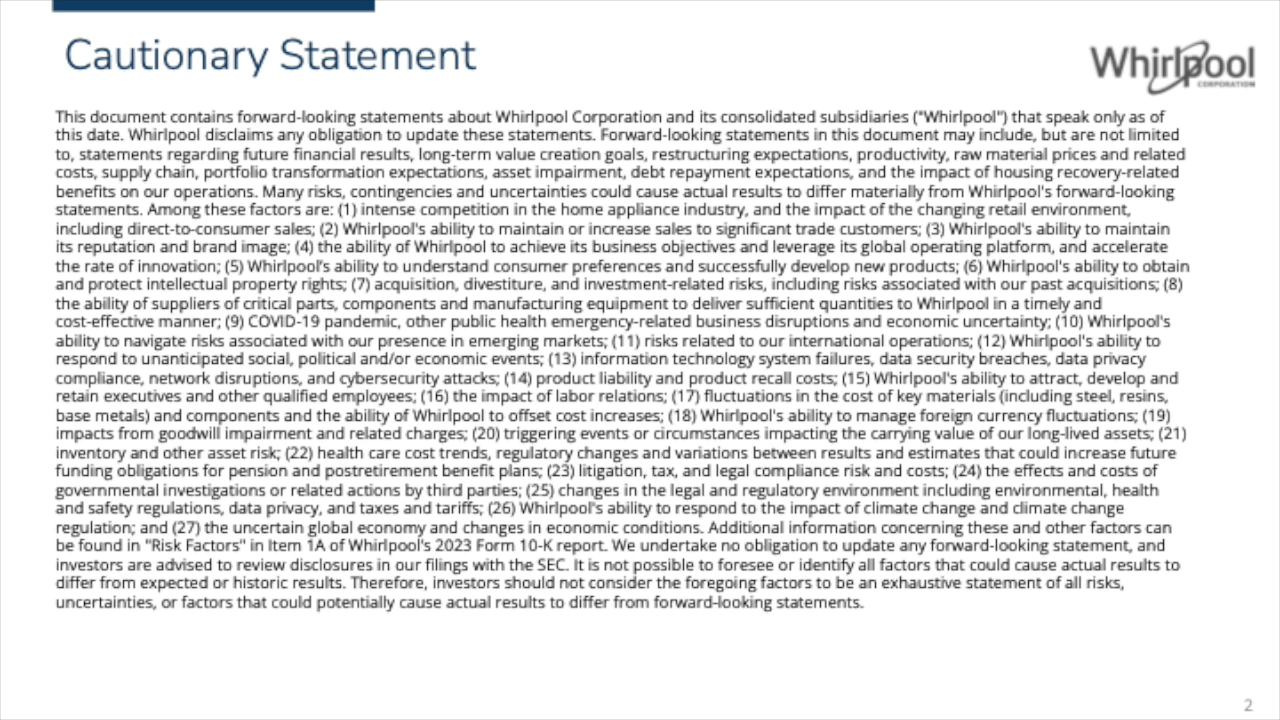 Cautionary Statement
Whirlpool
CORPORATION
This document contains forward-looking statements about Whirlpool Corporation and its consolidated subsidiaries ("Whirlpool") that speak only as of
this date. Whirlpool disclaims any obligation to update these statements. Forward-looking statements in this document may include, but are not limited
to, statements regarding future financial results, long-term value creation goals, restructuring expectations, productivity, raw material prices and related
costs, supply chain, portfolio transformation expectations, asset impairment, debt repayment expectations, and the impact of housing recovery-related
benefits on our operations. Many risks, contingencies and uncertainties could cause actual results to differ materially from Whirlpool's forward-looking
statements. Among these factors are: (1) intense competition in the home appliance industry, and the impact of the changing retail environment,
including direct-to-consumer sales; (2) Whirlpool's ability to maintain or increase sales to significant trade customers; (3) Whirlpool's ability to maintain
its reputation and brand image; (4) the ability of Whirlpool to achieve its business objectives and leverage its global operating platform, and accelerate
the rate of innovation; (5) Whirlpool's ability to understand consumer preferences and successfully develop new products; (6) Whirlpool's ability to obtain
and protect intellectual property rights; (7) acquisition, divestiture, and investment-related risks, including risks associated with our past acquisitions; (8)
the ability of suppliers of critical parts, components and manufacturing equipment to deliver sufficient quantities to Whirlpool in a timely and
cost-effective manner; (9) COVID-19 pandemic, other public health emergency-related business disruptions and economic uncertainty; (10) Whirlpool's
ability to navigate risks associated with our presence in emerging markets; (11) risks related to our international operations; (12) Whirlpool's ability to
respond to unanticipated social, political and/or economic events; (13) information technology system failures, data security breaches, data privacy
compliance, network disruptions, and cybersecurity attacks; (14) product liability and product recall costs; (15) Whirlpool's ability to attract, develop and
retain executives and other qualified employees; (16) the impact of labor relations; (17) fluctuations in the cost of key materials (including steel, resins,
base metals) and components and the ability of Whirlpool to offset cost increases; (18) Whirlpool's ability to manage foreign currency fluctuations; (19)
impacts from goodwill impairment and related charges; (20) triggering events or circumstances impacting the carrying value of our long-lived assets; (21)
inventory and other asset risk; (22) health care cost trends, regulatory changes and variations between results and estimates that could increase future
funding obligations for pension and postretirement benefit plans; (23) litigation, tax, and legal compliance risk and costs; (24) the effects and costs of
governmental investigations or related actions by third parties; (25) changes in the legal and regulatory environment including environmental, health
and safety regulations, data privacy, and taxes and tariffs; (26) Whirlpool's ability to respond to the impact of climate change and climate change
regulation; and (27) the uncertain global economy and changes in economic conditions. Additional information concerning these and other factors can
be found in "Risk Factors" in Item 1A of Whirlpool's 2023 Form 10-K report. We undertake no obligation to update any forward-looking statement, and
investors are advised to review disclosures in our filings with the SEC. It is not possible to foresee or identify all factors that could cause actual results to
differ from expected or historic results. Therefore, investors should not consider the foregoing factors to be an exhaustive statement of all risks,
uncertainties, or factors that could potentially cause actual results to differ from forward-looking statements.
2